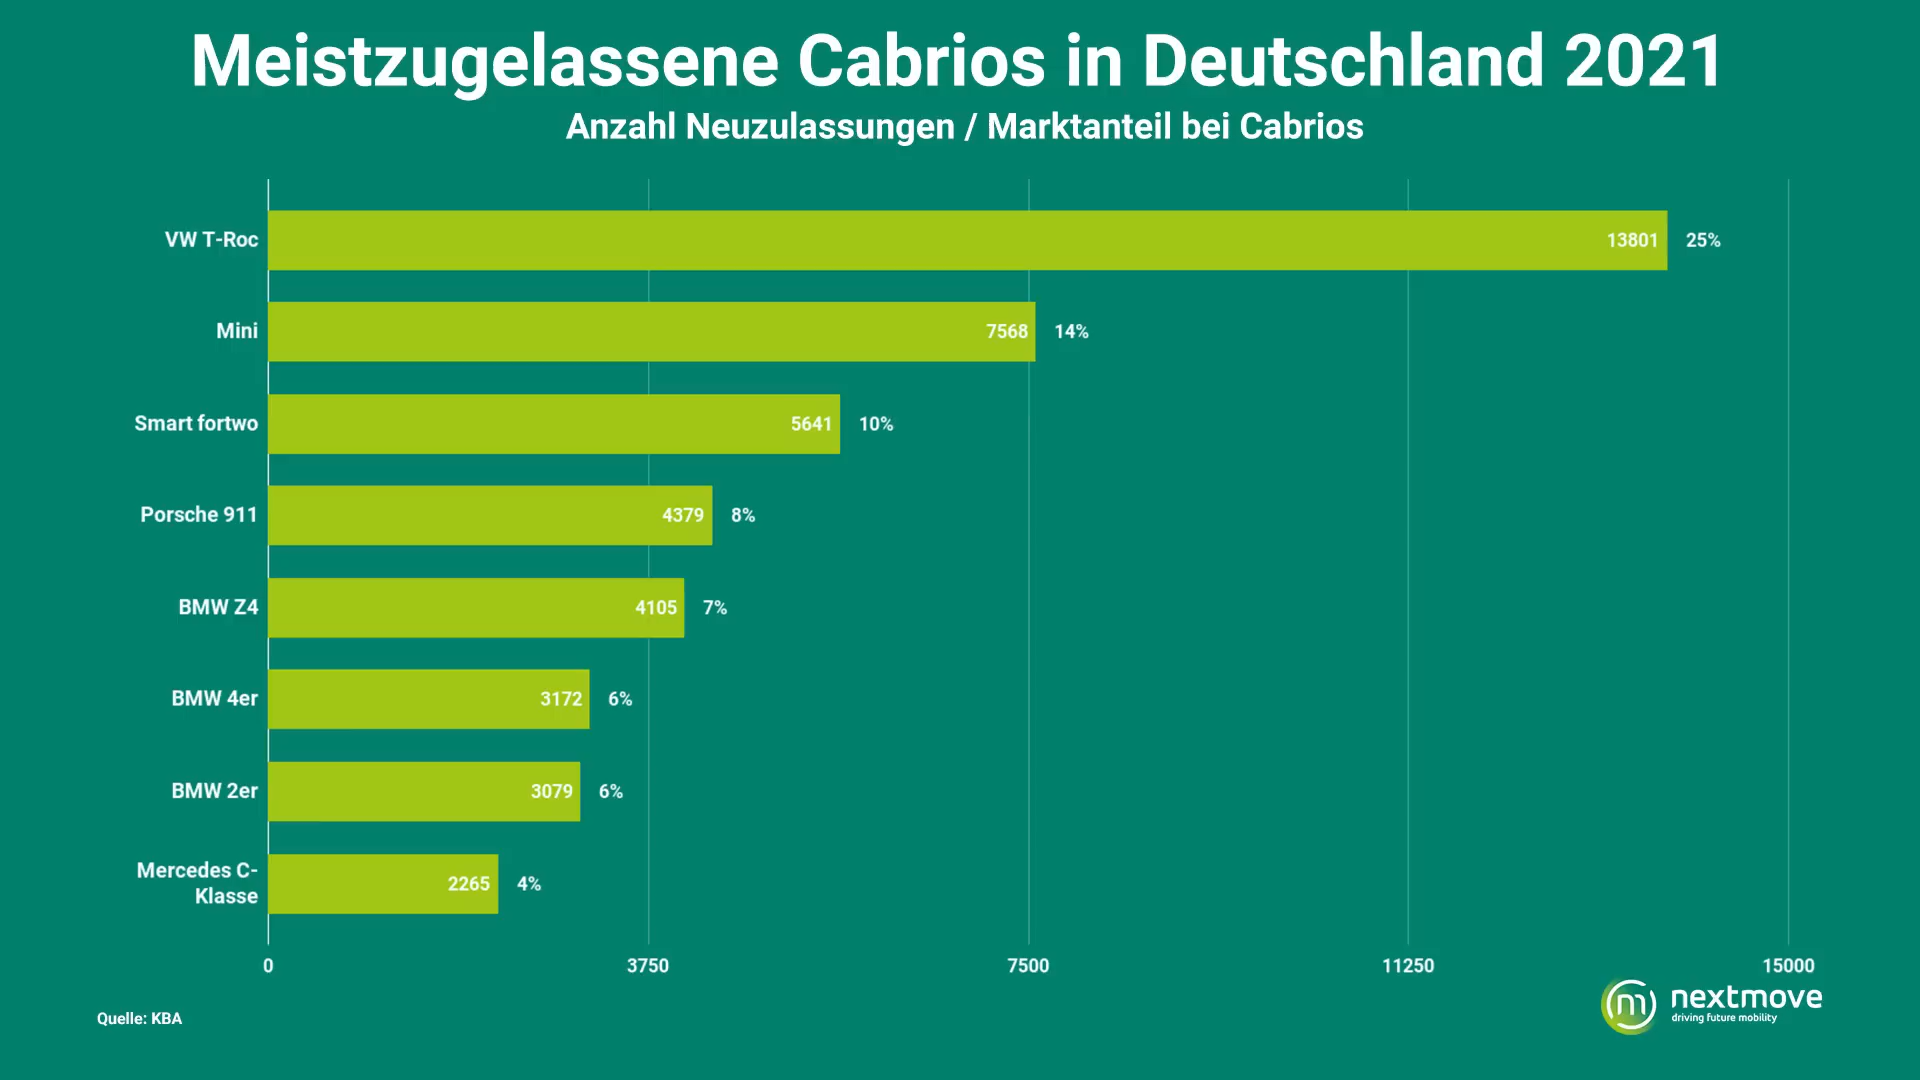 Meistzugelassene Cabrios in Deutschland 2021
Anzahl Neuzulassungen / Marktanteil bei Cabrios
VW T-Roc 13801 25%
Mini 7568 14%
Smart fortwo 5641 10%
Porsche 911 4379 8%
BMW Z4 4105 7%
BMW 4er 3172 6%
BMW 2er 3079 6%
Mercedes C-
Klasse 2265 4%
0 3750 7500 11250 15000
Quelle: KBA
m nextmove
driving future mobility